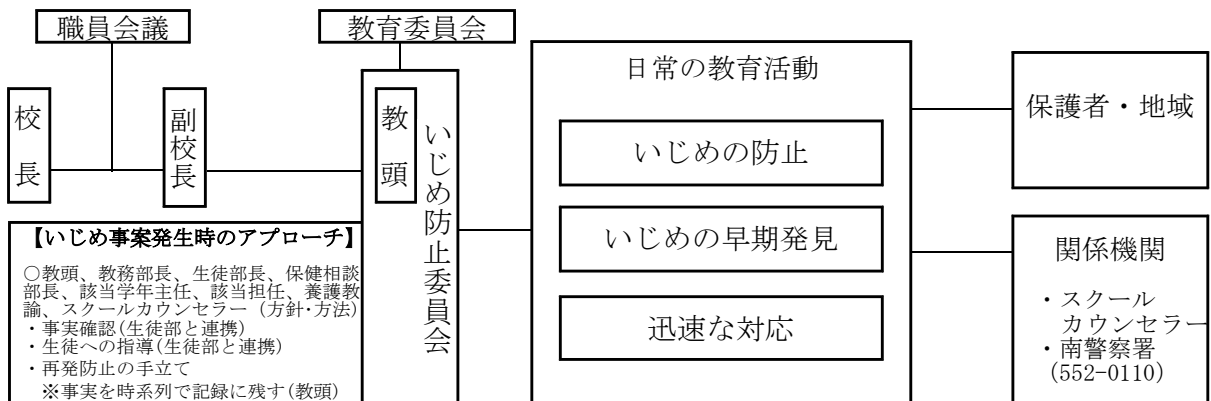 職員会議
教育委員会
校長
副校長
教頭
いじめ防止委員会
日常の教育活動
いじめの防止
いじめの早期発見
迅速な対応
保護者・地域
関係機関
・スクール
カウンセラー
・南警察署
(552-0110)
【いじめ事案発生時のアプローチ】
○教頭、教務部長、生徒部長、保健相談
部長、該当学年主任、該当担任、養護教
諭、スクールカウンセラー（方針･方法)
・事実確認(生徒部と連携)
・生徒への指導(生徒部と連携)
・再発防止の手立て
※事実を時系列で記録に残す(教頭)